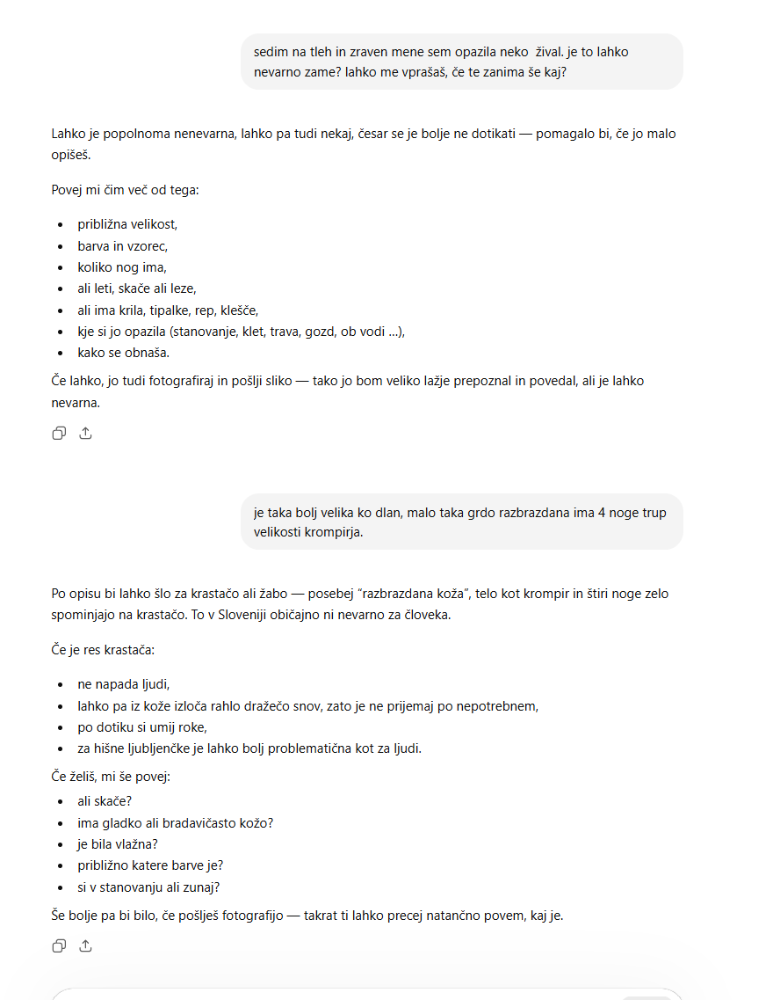 sedim na tleh in zraven mene sem opazila neko  žival. je to lahko
nevarno zame? lahko me vprašaš, če te zanima še kaj?
Lahko je popolnoma nenevarna, lahko pa tudi nekaj, česar se je bolje ne dotikati — pomagalo bi, če jo malo
opišeš.
Povej mi čim več od tega:
• približna velikost,
• barva in vzorec,
• koliko nog ima,
• ali leti, skače ali leze,
• ali ima krila, tipalke, rep, klešče,
• kje si jo opazila (stanovanje, klet, trava, gozd, ob vodi …),
• kako se obnaša.
Če lahko, jo tudi fotografiraj in pošlji sliko — tako jo bom veliko lažje prepoznal in povedal, ali je lahko
nevarna.
je taka bolj velika ko dlan, malo taka grdo razbrazdana ima 4 noge trup
velikosti krompirja.
Po opisu bi lahko šlo za krastačo ali žabo — posebej “razbrazdana koža”, telo kot krompir in štiri noge zelo
spominjajo na krastačo. To v Sloveniji običajno ni nevarno za človeka.
Če je res krastača:
• ne napada ljudi,
• lahko pa iz kože izloča rahlo dražečo snov, zato je ne prijemaj po nepotrebnem,
• po dotiku si umij roke,
• za hišne ljubljenčke je lahko bolj problematična kot za ljudi.
Če želiš, mi še povej:
• ali skače?
• ima gladko ali bradavičasto kožo?
• je bila vlažna?
• približno katere barve je?
• si v stanovanju ali zunaj?
Še bolje pa bi bilo, če pošlješ fotografijo — takrat ti lahko precej natančno povem, kaj je.